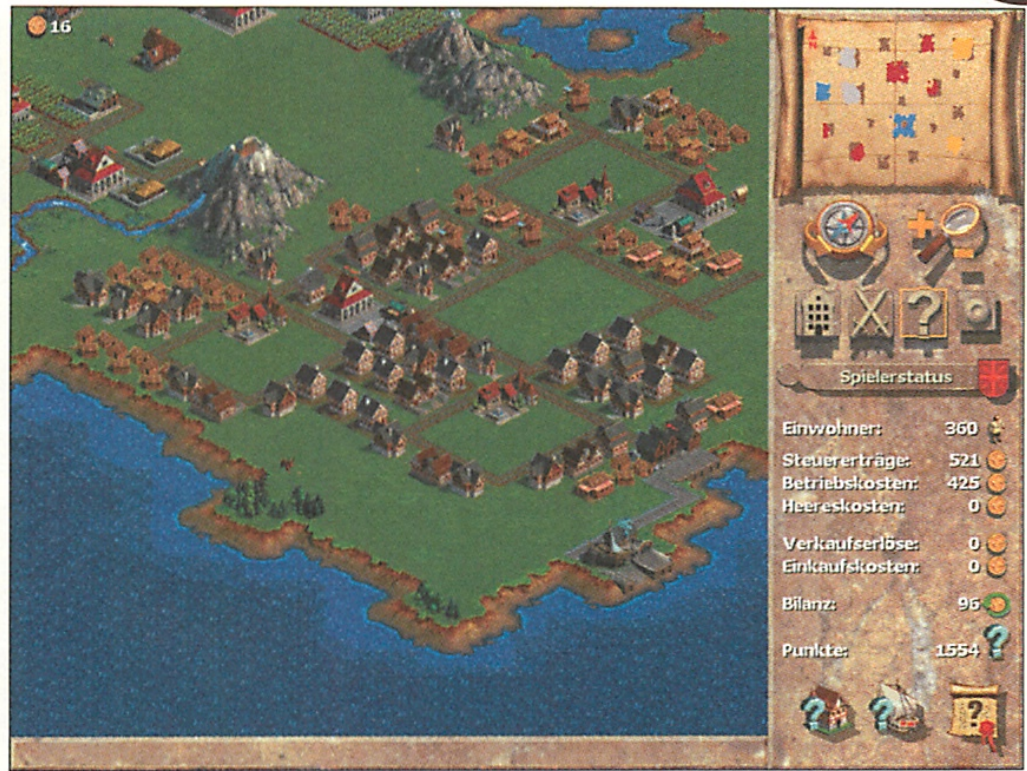 16
N
Spielerstatus
Einwohner: 360
Steuererträge: 521
Betriebskosten: 425
Heereskosten: 0
Verkaufserlöse: 0
Einkaufskosten: 0
Bilanz: 96
Punkte: 1554